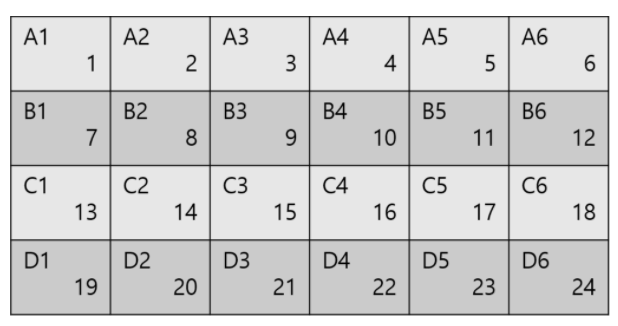 A1 A2 A3 A4 A5 A6
1 2 3 4 5 6
B1 B2 B3 B4 B5 B6
7 8 9 10 11 12
C1 C2 C3 C4 C5 C6
13 14 15 16 17 18
D1 D2 D3 D4 D5 D6
19 20 21 22 23 24